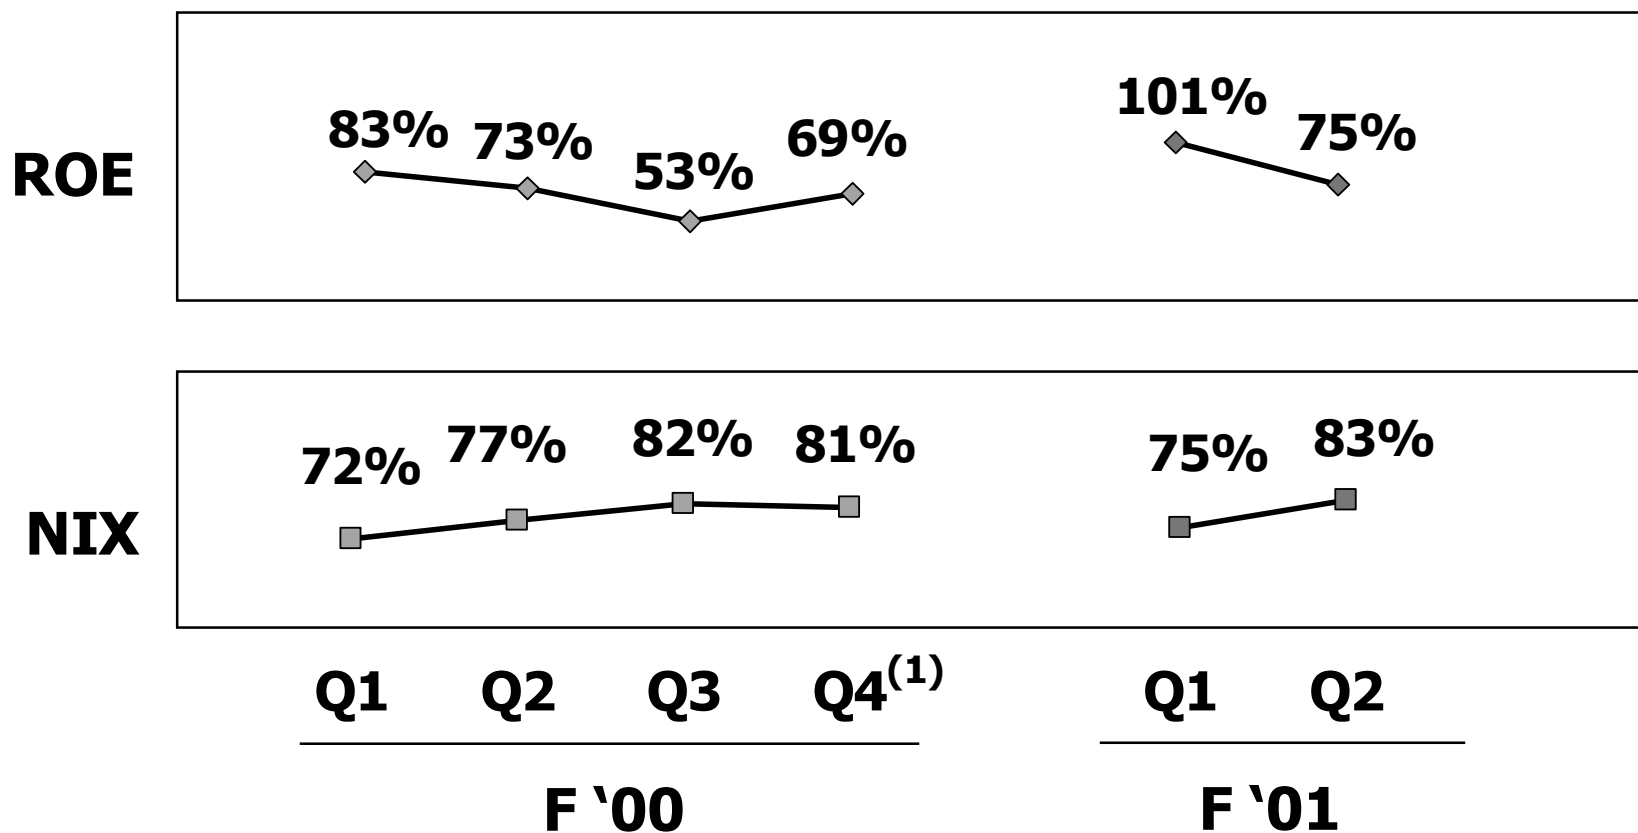 101%
83% 73% 53% 69% 75%
ROE
72% 77% 82% 81% 75% 83%
NIX
Q1 Q2 Q3 Q4(1) Q1 Q2
F ‘00 F ‘01